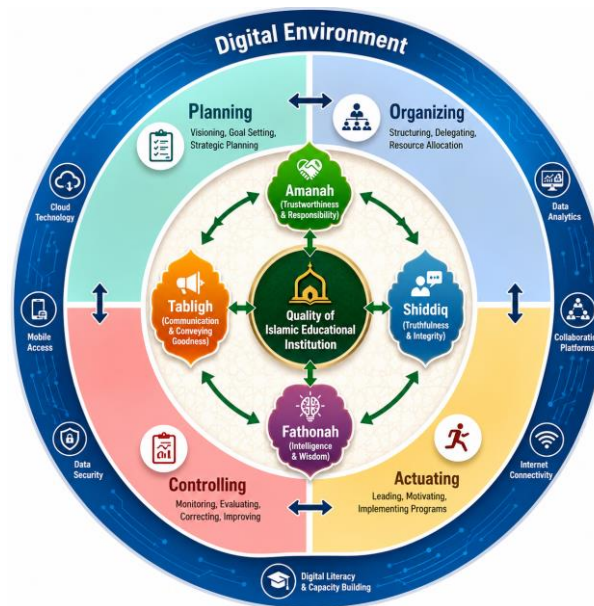 Digital Environment
Planning
Visioning, Goal Setting,
Strategic Planning
Organizing
Structuring, Delegating,
Resource Allocation
Cloud
Technology
Data
Analytics
Amanah
(Trustworthiness
& Responsibility)
Tabligh
(Communication
& Conveying
Goodness)
Quality of
Islamic Educational
Institution
Shiddiq
(Truthfulness
& Integrity)
Mobile
Access
Collaboration
Platforms
Fathonah
(Intelligence
& Wisdom)
Data
Security
Internet
Connectivity
Controlling
Monitoring, Evaluating,
Correcting, Improving
Actuating
Leading, Motivating,
Implementing Programs
Digital Literacy
& Capacity Building